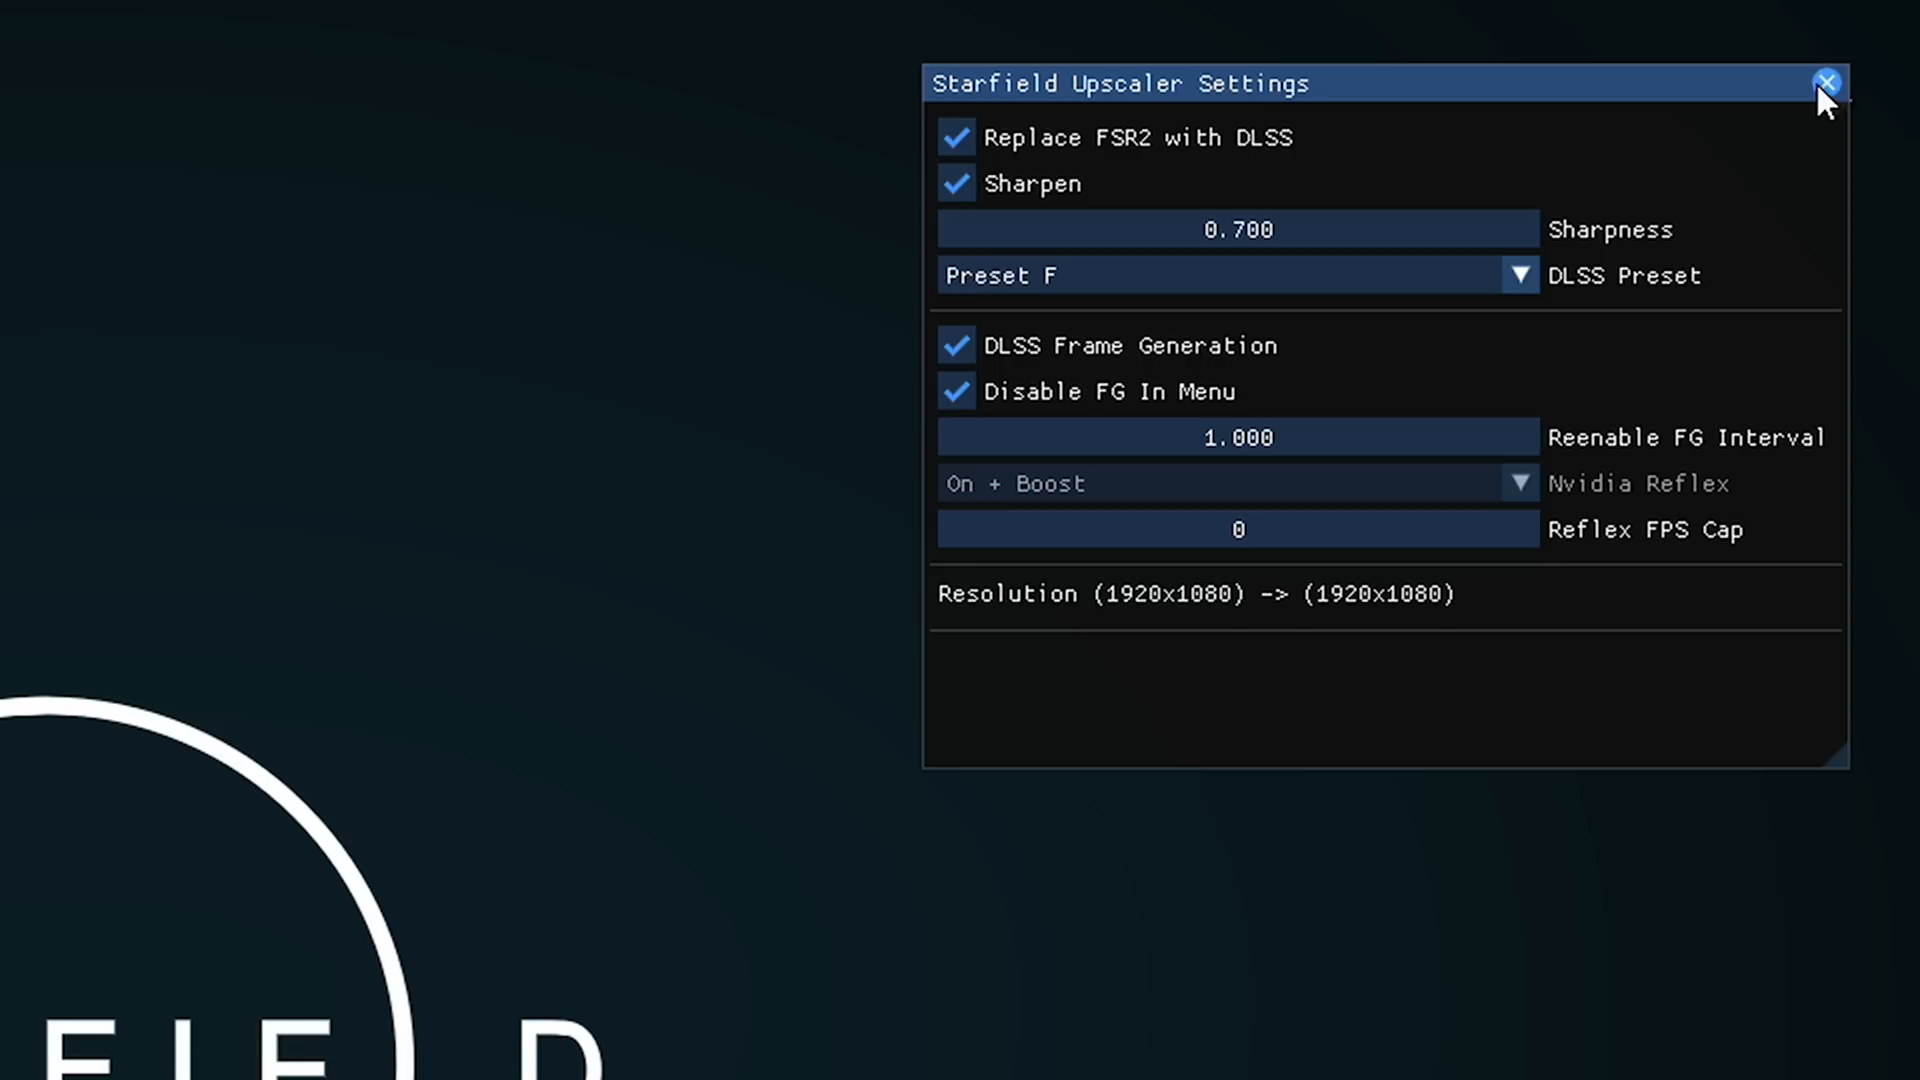 Starfield Upscaler Settings
Replace FSR2 with DLSS
Sharpen
0.700 Sharpness
Preset F DLSS Preset
DLSS Frame Generation
Disable FG In Menu
1.000 Reenable FG Interval
On + Boost Nvidia Reflex
0 Reflex FPS Cap
Resolution (1920x1080) -> (1920x1080)
F I E D